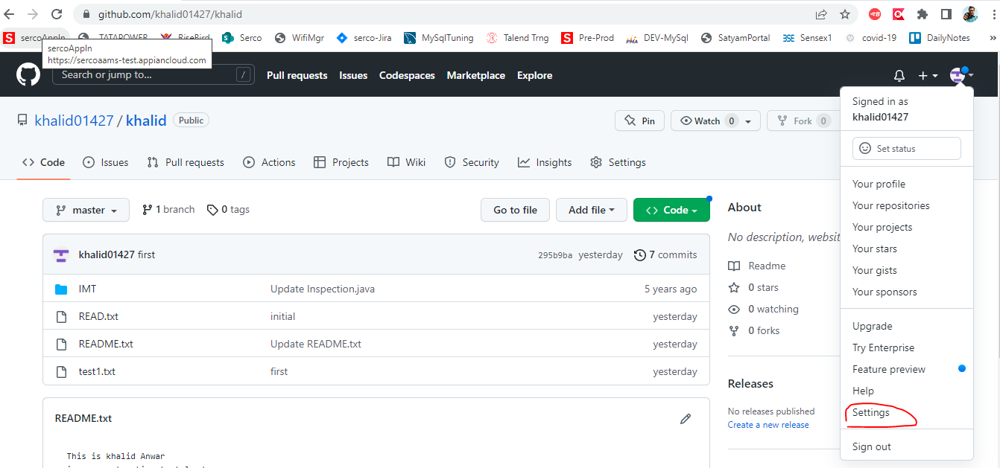 github.com/khalid01427/khalid
S sercoAppIn TATAPOWER RiseBird Serco WifiMgr serco-Jira MySqlTuning Talend Trng S Pre-Prod DEV-MySql SatyamPortal Sensex1 covid-19 DailyNotes »
sercoAppIn
https://sercoaams-test.appiancloud.com
Search or jump to... / Pull requests Issues Codespaces Marketplace Explore
khalid01427 / khalid Public Pin Watch 0 Fork 0
Code Issues Pull requests Actions Projects Wiki Security Insights Settings
master 1 branch 0 tags Go to file Add file Code
khalid01427 first 295b9ba yesterday 7 commits
IMT Update Inspection.java 5 years ago
READ.txt initial yesterday
README.txt Update README.txt yesterday
test1.txt first yesterday
README.txt
This is khalid Anwar
About
No description, websit
Readme
0 stars
0 watching
0 forks
Releases
No releases published
Create a new release
Signed in as
khalid01427
Set status
Your profile
Your repositories
Your projects
Your stars
Your gists
Your sponsors
Upgrade
Try Enterprise
Feature preview
Help
Settings
Sign out